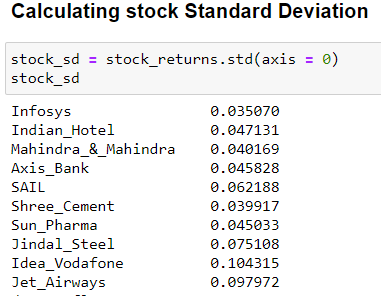 Calculating stock Standard Deviation
stock_sd = stock_returns.std(axis = 0)
stock_sd
Infosys 0.035070
Indian_Hotel 0.047131
Mahindra_&_Mahindra 0.040169
Axis_Bank 0.045828
SAIL 0.062188
Shree_Cement 0.039917
Sun_Pharma 0.045033
Jindal_Steel 0.075108
Idea_Vodafone 0.104315
Jet_Airways 0.097972